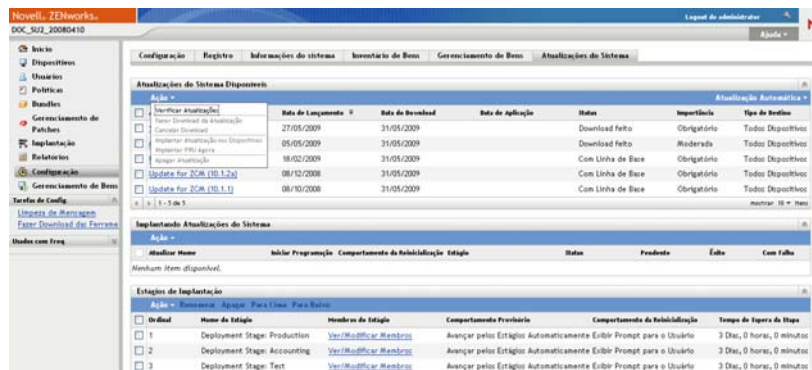 Novell. ZENworks.
Logout do administrator
DOC_SU2_20080410
Ajuda
Início
Dispositivos
Usuários
Políticas
Bundles
Gerenciamento de Patches
Implantação
Relatórios
Configuração
Gerenciamento de Bens
Tarefas de Config.
Limpeza de Mensagem
Fazer Download das Ferrame
Usados com Freq.
Configuração Registro Informações do sistema Inventário de Bens Gerenciamento de Bens Atualizações do Sistema
Atualizações do Sistema Disponíveis
Ação Atualização Automática
Verificar Atualizações
Fazer Download da Atualização
Cancelar Download
Implantar Atualização nos Dispositivos
Implantar PRU Agora
Apagar Atualização
Data de Lançamento Data do Download Data de Aplicação Status Importância Tipo de Destino
27/05/2009 31/05/2009 Download feito Obrigatório Todos Dispositivos
05/05/2009 31/05/2009 Download feito Moderada Todos Dispositivos
18/02/2009 31/05/2009 Com Linha de Base Obrigatório Todos Dispositivos
Update for ZCM (10.1.2a) 08/12/2008 31/05/2009 Com Linha de Base Obrigatório Todos Dispositivos
Update for ZCM (10.1.1) 08/10/2008 31/05/2009 Com Linha de Base Obrigatório Todos Dispositivos
1 - 5 de 5 mostrar 10 itens
Implantando Atualizações do Sistema
Ação
Atualizar Nome Iniciar Programação Comportamento da Reinicialização Estágio Status Pendente Êxito Com Falha
Nenhum item disponível.
Estágios de Implantação
Ação Renomear Apagar Para Cima Para Baixo
Ordinal Nome do Estágio Membros do Estágio Comportamento Provisório Comportamento da Reinicialização Tempo de Espera da Etapa
1 Deployment Stage: Production Ver/Modificar Membros Avançar pelos Estágios Automaticamente Exibir Prompt para o Usuário 3 Dias, 0 horas, 0 minutos
2 Deployment Stage: Accounting Ver/Modificar Membros Avançar pelos Estágios Automaticamente Exibir Prompt para o Usuário 3 Dias, 0 horas, 0 minutos
3 Deployment Stage: Test Ver/Modificar Membros Avançar pelos Estágios Automaticamente Exibir Prompt para o Usuário 3 Dias, 0 horas, 0 minutos